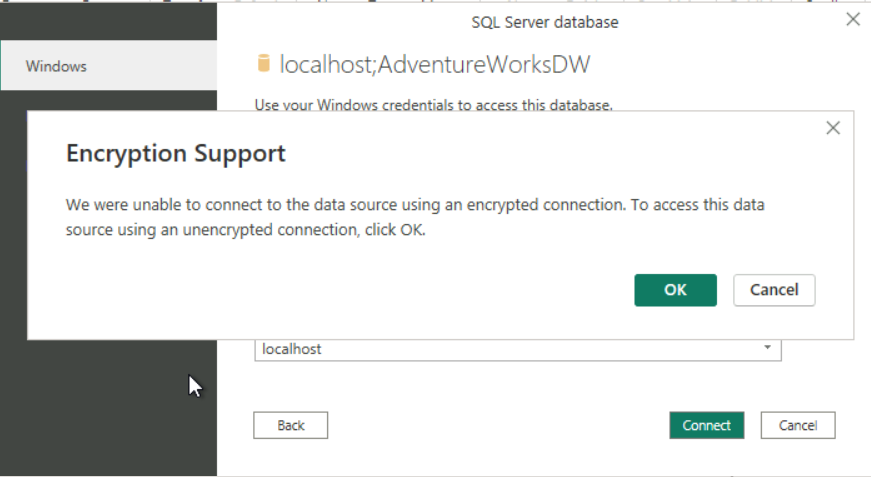 SQL Server database
Windows
localhost;AdventureWorksDW
Use your Windows credentials to access this database.
Encryption Support
We were unable to connect to the data source using an encrypted connection. To access this data
source using an unencrypted connection, click OK.
OK Cancel
localhost
Back Connect Cancel